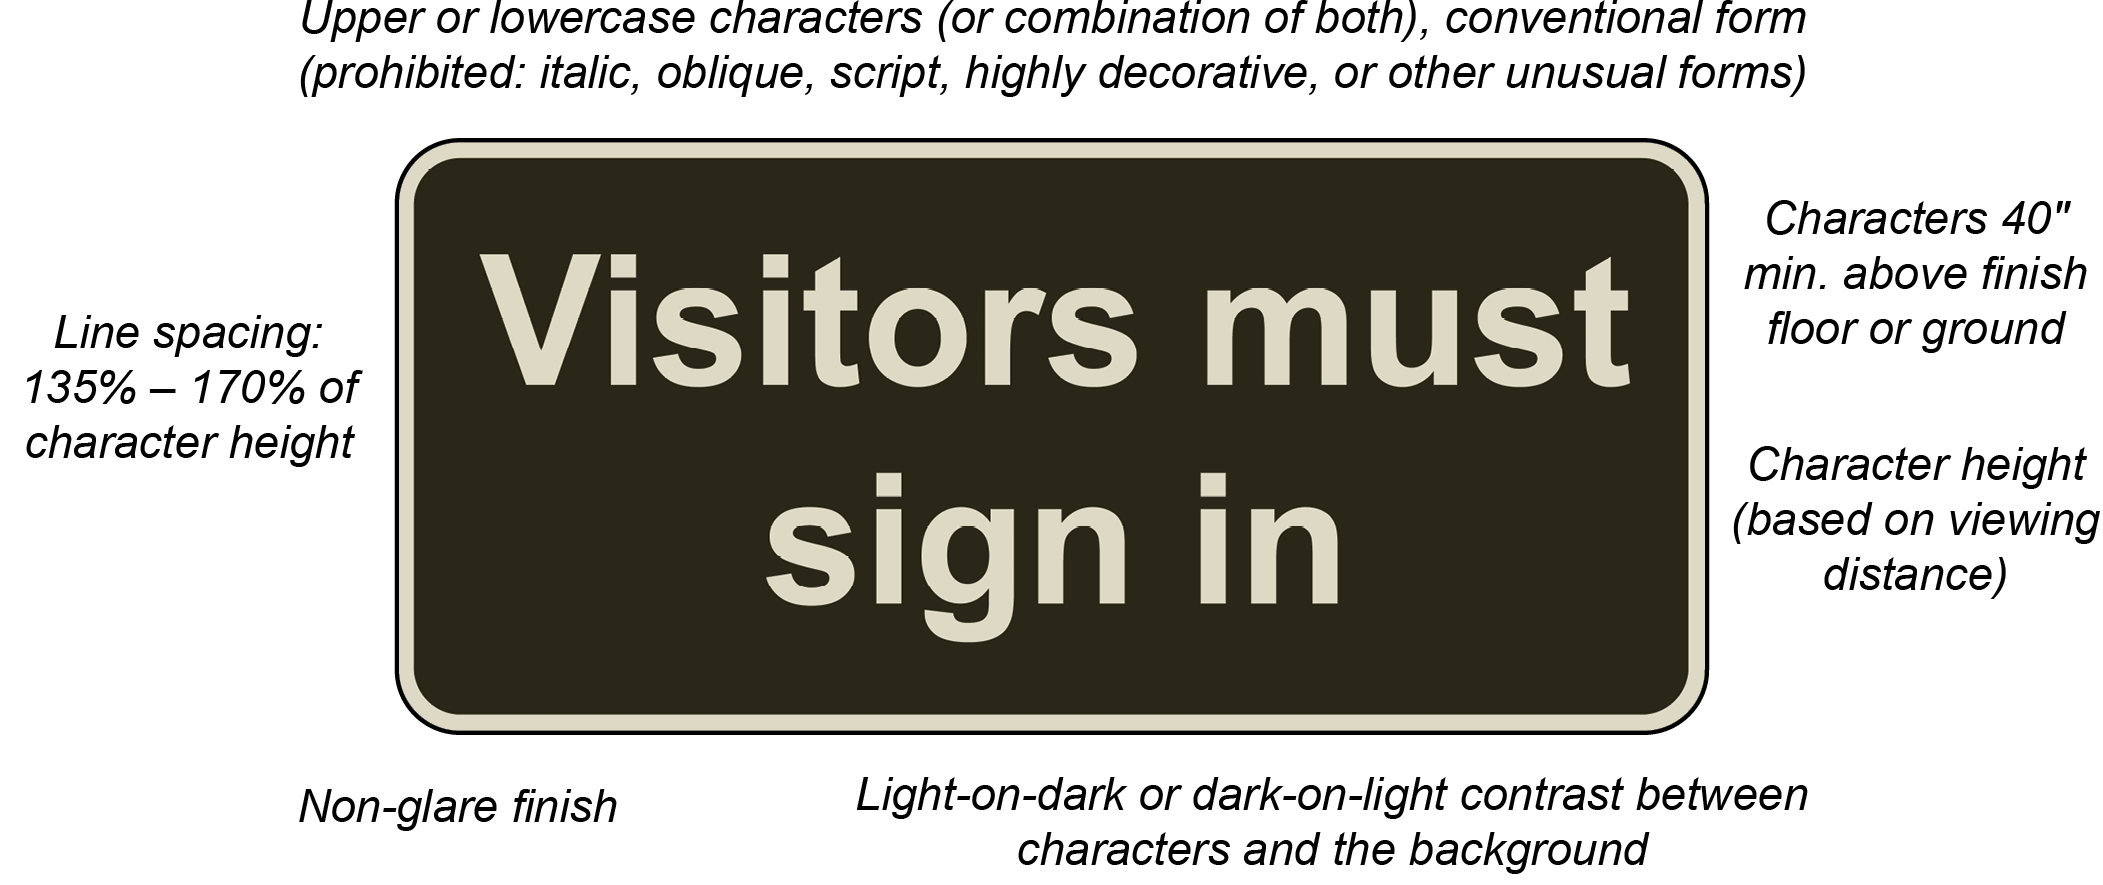 Upper or lowercase characters (or combination of both), conventional form
(prohibited: italic, oblique, script, highly decorative, or other unusual forms)
Line spacing:
135% – 170% of
character height
Visitors must
sign in
Characters 40"
min. above finish
floor or ground
Character height
(based on viewing
distance)
Non-glare finish
Light-on-dark or dark-on-light contrast between
characters and the background